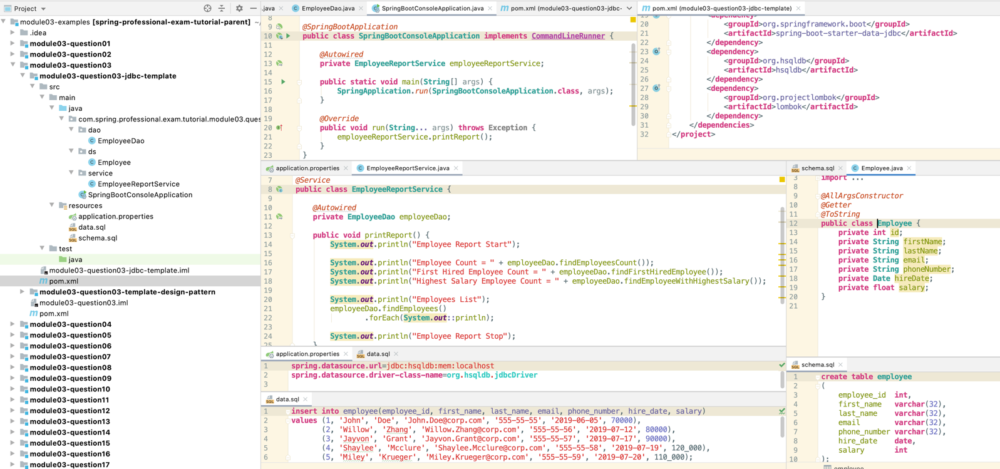 Project
module03-examples [spring-professional-exam-tutorial-parent] ~
.idea
module03-question01
module03-question02
module03-question03
module03-question03-jdbc-template
src
main
java
com.spring.professional.exam.tutorial.module03.ques
dao
EmployeeDao
ds
Employee
service
EmployeeReportService
SpringBootConsoleApplication
resources
application.properties
data.sql
schema.sql
test
java
module03-question03-jdbc-template.iml
pom.xml
module03-question03-template-design-pattern
module03-question03.iml
pom.xml
module03-question04
module03-question05
module03-question06
module03-question07
module03-question08
module03-question09
module03-question10
module03-question11
module03-question12
module03-question13
module03-question14
module03-question15
module03-question16
module03-question17
.java EmployeeDao.java SpringBootConsoleApplication.java pom.xml (module03-question03-jdbc-
8
9 @SpringBootApplication
10 public class SpringBootConsoleApplication implements CommandLineRunner {
11
12 @Autowired
13 private EmployeeReportService employeeReportService;
14
15 public static void main(String[] args) {
16 SpringApplication.run(SpringBootConsoleApplication.class, args);
17 }
18
19 @Override
20 public void run(String... args) throws Exception {
21 employeeReportService.printReport();
22 }
23 }
pom.xml (module03-question03-jdbc-template)
19 <dependency>
20 <groupId>org.springframework.boot</groupId>
21 <artifactId>spring-boot-starter-data-jdbc</artifactId>
22 </dependency>
23 <dependency>
24 <groupId>org.hsqldb</groupId>
25 <artifactId>hsqldb</artifactId>
26 </dependency>
27 <dependency>
28 <groupId>org.projectlombok</groupId>
29 <artifactId>lombok</artifactId>
30 </dependency>
31 </dependencies>
32 </project>
application.properties EmployeeReportService.java
7 @Service
8 public class EmployeeReportService {
9
10 @Autowired
11 private EmployeeDao employeeDao;
12
13 public void printReport() {
14 System.out.println("Employee Report Start");
15
16 System.out.println("Employee Count = " + employeeDao.findEmployeesCount());
17 System.out.println("First Hired Employee Count = " + employeeDao.findFirstHiredEmployee());
18 System.out.println("Highest Salary Employee Count = " + employeeDao.findEmployeeWithHighestSalary());
19
20 System.out.println("Employees List");
21 employeeDao.findEmployees()
22 .forEach(System.out::println);
23
24 System.out.println("Employee Report Stop");
25 }
schema.sql Employee.java
3 import ...
8
9 @AllArgsConstructor
10 @Getter
11 @ToString
12 public class Employee {
13 private int id;
14 private String firstName;
15 private String lastName;
16 private String email;
17 private String phoneNumber;
18 private Date hireDate;
19 private float salary;
20 }
21
application.properties data.sql
1 spring.datasource.url=jdbc:hsqldb:mem:localhost
2 spring.datasource.driver-class-name=org.hsqldb.jdbcDriver
3
data.sql
1 insert into employee(employee_id, first_name, last_name, email, phone_number, hire_date, salary)
2 values (1, 'John', 'Doe', 'John.Doe@corp.com', '555-55-55', '2019-06-05', 70000),
3 (2, 'Willow', 'Zhang', 'Willow.Zhang@corp.com', '555-55-56', '2019-07-12', 80000),
4 (3, 'Jayvon', 'Grant', 'Jayvon.Grant@corp.com', '555-55-57', '2019-07-17', 90000),
5 (4, 'Shaylee', 'Mcclure', 'Shaylee.Mcclure@corp.com', '555-55-58', '2019-07-19', 120_000),
6 (5, 'Miley', 'Krueger', 'Miley.Krueger@corp.com', '555-55-59', '2019-07-20', 110_000);
schema.sql
1 create table employee
2 (
3 employee_id int,
4 first_name varchar(32),
5 last_name varchar(32),
6 email varchar(32),
7 phone_number varchar(32),
8 hire_date date,
9 salary int
10 );
employee